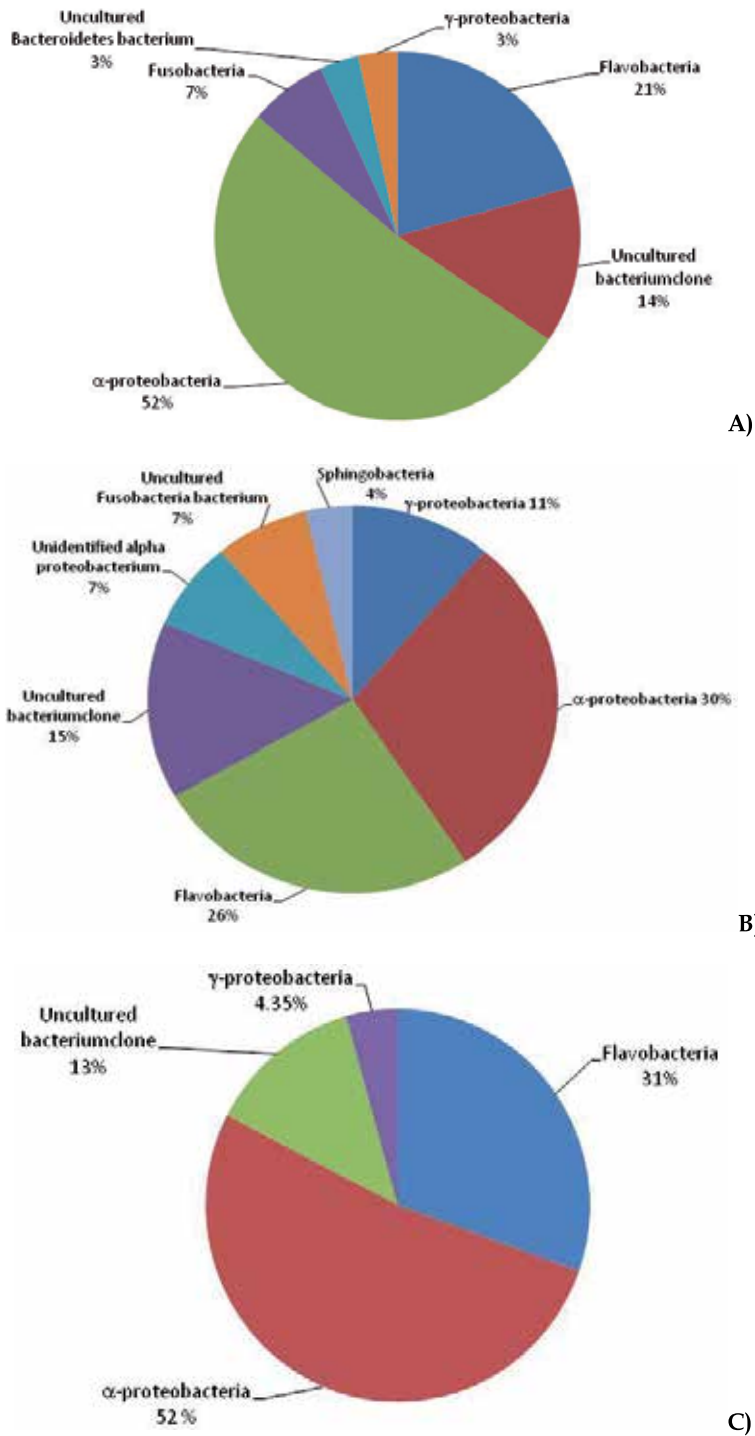 Uncultured
Bacteroidetes bacterium
3%
γ-proteobacteria
3%
Fusobacteria
7%
Flavobacteria
21%
Uncultured
bacteriumclone
14%
α-proteobacteria
52%
A)
Uncultured
Fusobacteria bacterium
7%
Sphingobacteria
4%
γ-proteobacteria 11%
Unidentified alpha
proteobacterium
7%
α-proteobacteria 30%
Uncultured
bacteriumclone
15%
Flavobacteria
26%
B)
γ-proteobacteria
4.35%
Uncultured
bacteriumclone
13%
Flavobacteria
31%
α-proteobacteria
52 %
C)